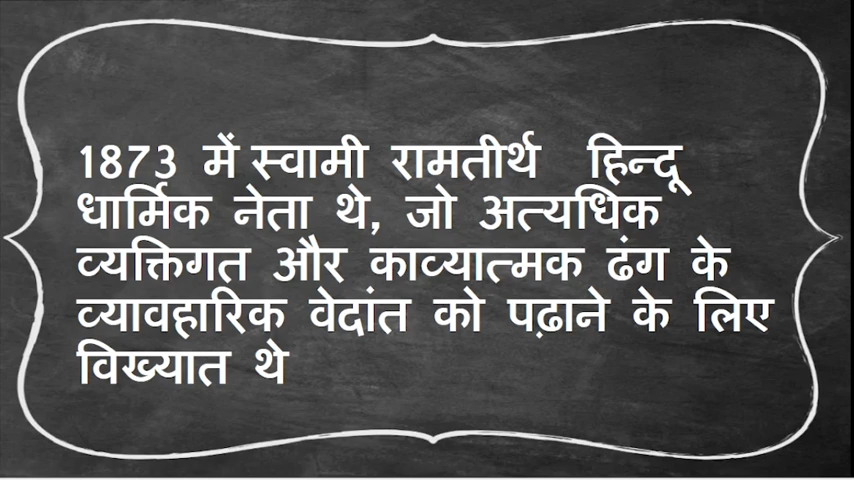 1873 में स्वामी रामतीर्थ हिन्दू
धार्मिक नेता थे, जो अत्यधिक
व्यक्तिगत और काव्यात्मक ढंग के
व्यावहारिक वेदांत को पढ़ाने के लिए
विख्यात थे